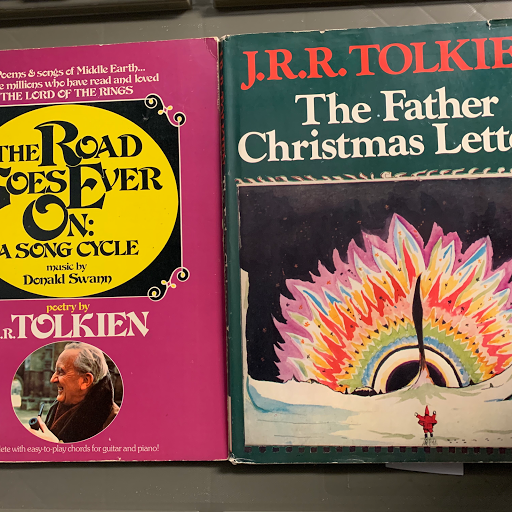 Poems & songs of Middle Earth...
e millions who have read and loved
THE LORD OF THE RINGS
THE ROAD
GOES EVER
ON:
A SONG CYCLE
music by
Donald Swann
poetry by
.R.TOLKIEN
lete with easy-to-play chords for guitar and piano!
J.R.R. TOLKIE
The Father
Christmas Lette